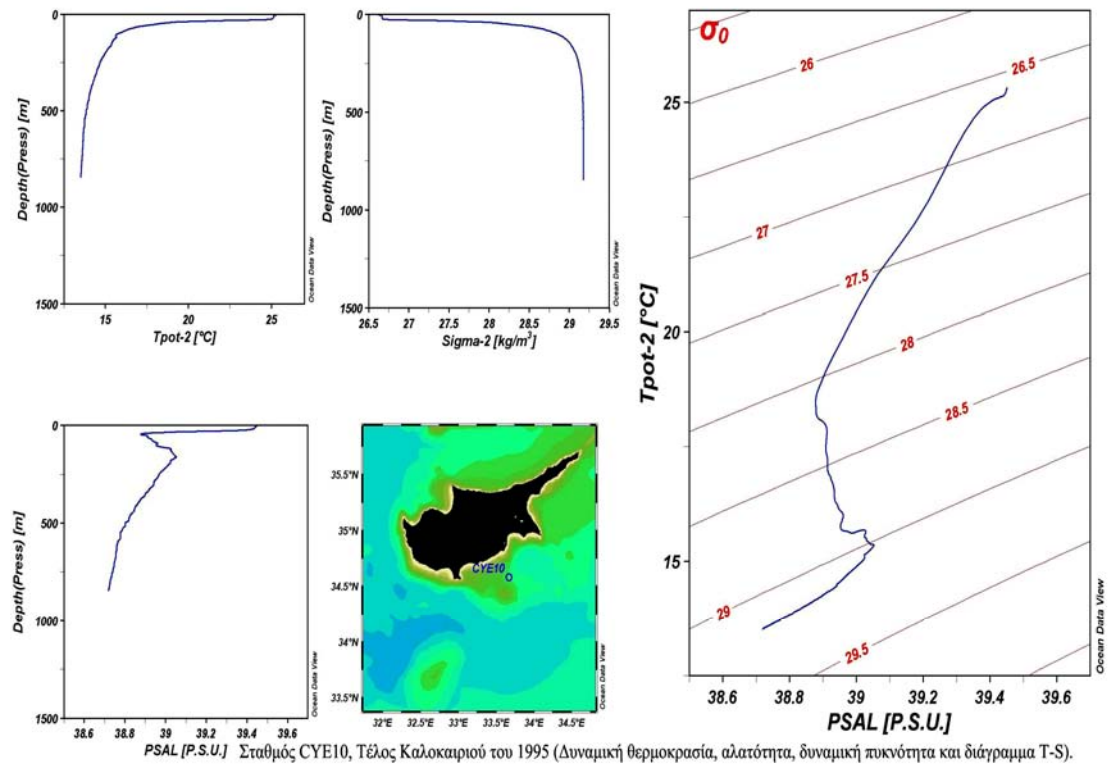 0
500
1000
1500
Depth(Press) [m]
15
20
25
Tpot-2 [°C]
Ocean Data View
0
500
1000
1500
Depth(Press) [m]
26.5
27
27.5
28
28.5
29
29.5
Sigma-2 [kg/m³]
Ocean Data View
0
500
1000
1500
Depth(Press) [m]
38.6
38.8
39
39.2
39.4
39.6
PSAL [P.S.U.]
Ocean Data View
35.5°N
35°N
34.5°N
34°N
33.5°N
CYE10
32°E
32.5°E
33°E
33.5°E
34°E
34.5°E
Ocean Data View
σ0
26
26.5
27
27.5
28
28.5
29
29.5
25
20
15
Tpot-2 [°C]
38.6
38.8
39
39.2
39.4
39.6
PSAL [P.S.U.]
Ocean Data View
Σταθμός CYE10, Τέλος Καλοκαιριού του 1995 (Δυναμική θερμοκρασία, αλατότητα, δυναμική πυκνότητα και διάγραμμα T-S).